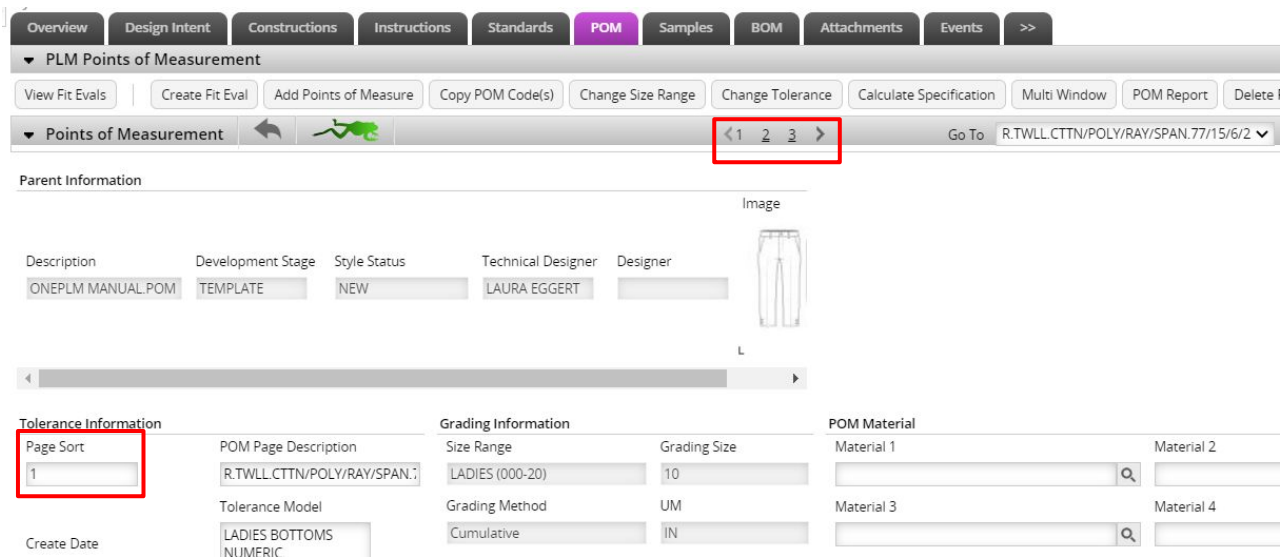 Overview Design Intent Constructions Instructions Standards POM Samples BOM Attachments Events >>
PLM Points of Measurement
View Fit Evals Create Fit Eval Add Points of Measure Copy POM Code(s) Change Size Range Change Tolerance Calculate Specification Multi Window POM Report Delete
Points of Measurement 1 2 3 Go To R.TWLL.CTTN/POLY/RAY/SPAN.77/15/6/2
Parent Information
Image
Description Development Stage Style Status Technical Designer Designer
ONEPLM MANUAL.POM TEMPLATE NEW LAURA EGGERT
L
Tolerance Information Grading Information POM Material
Page Sort POM Page Description Size Range Grading Size Material 1 Material 2
1 R.TWLL.CTTN/POLY/RAY/SPAN. LADIES (000-20) 10
Tolerance Model Grading Method UM Material 3 Material 4
Create Date LADIES BOTTOMS Cumulative IN
NUMERIC